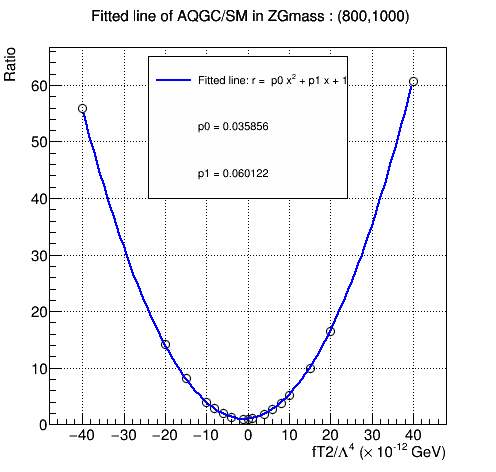 Fitted line of AQGC/SM in ZGmass : (800,1000)
Ratio
Fitted line: r = p0 x² + p1 x + 1
p0 = 0.035856
p1 = 0.060122
60
50
40
30
20
10
0
−40 −30 −20 −10 0 10 20 30 40
fT2/Λ⁴ (× 10⁻¹² GeV)